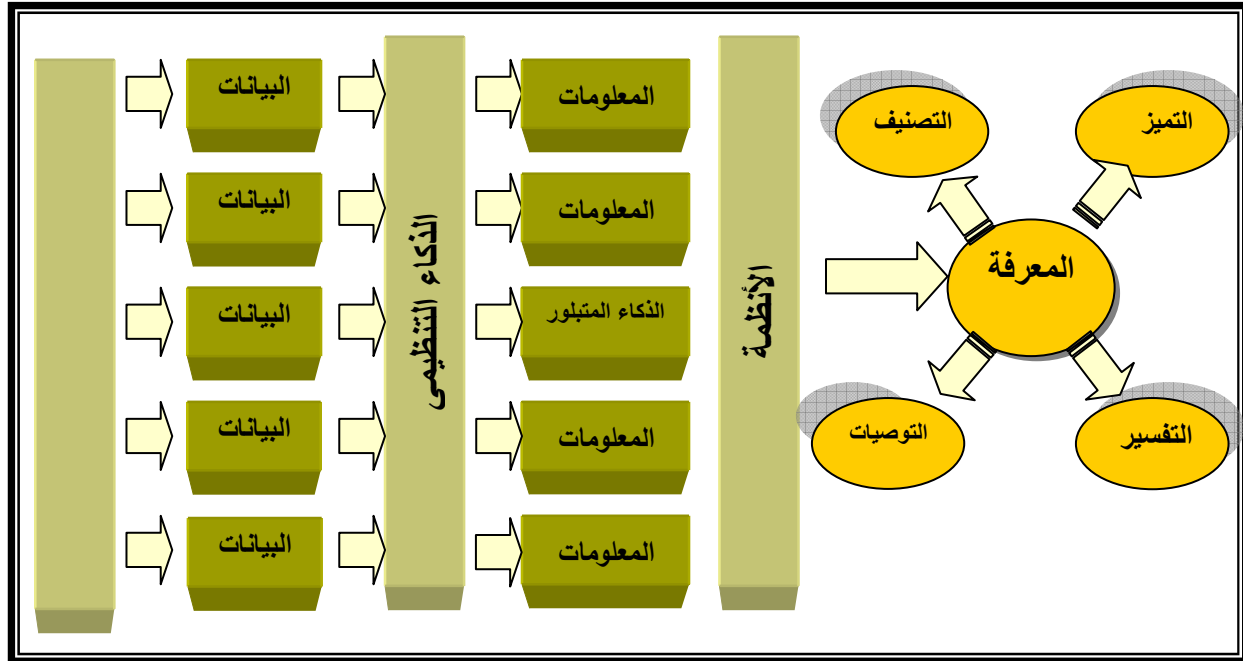 البيانات
البيانات
البيانات
البيانات
البيانات
الذكاء التنظيمى
المعلومات
المعلومات
الذكاء المتبلور
المعلومات
المعلومات
الأنظمة
المعرفة
التصنيف
التميز
التوصيات
التفسير